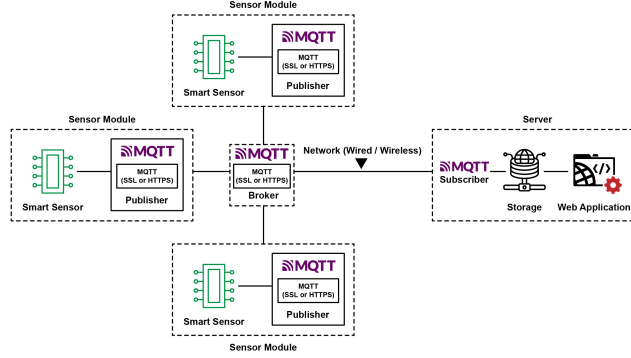 Sensor Module
MQTT
MQTT
(SSL or HTTPS)
Publisher
Smart Sensor
Sensor Module
MQTT
MQTT
(SSL or HTTPS)
Publisher
Smart Sensor
MQTT
MQTT
(SSL or HTTPS)
Broker
Network (Wired / Wireless)
Server
MQTT
Subscriber
</>
Storage
Web Application
MQTT
MQTT
(SSL or HTTPS)
Publisher
Smart Sensor
Sensor Module